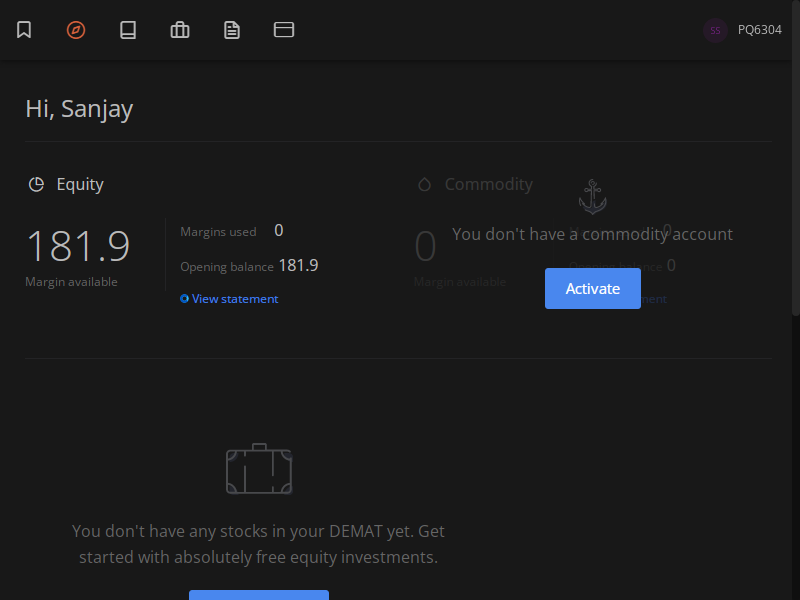 SS PQ6304
Hi, Sanjay
Equity
181.9
Margin available
Margins used 0
Opening balance 181.9
View statement
Commodity
0
Margin available
You don't have a commodity account
0
Opening balance 0
Activate
You don't have any stocks in your DEMAT yet. Get
started with absolutely free equity investments.